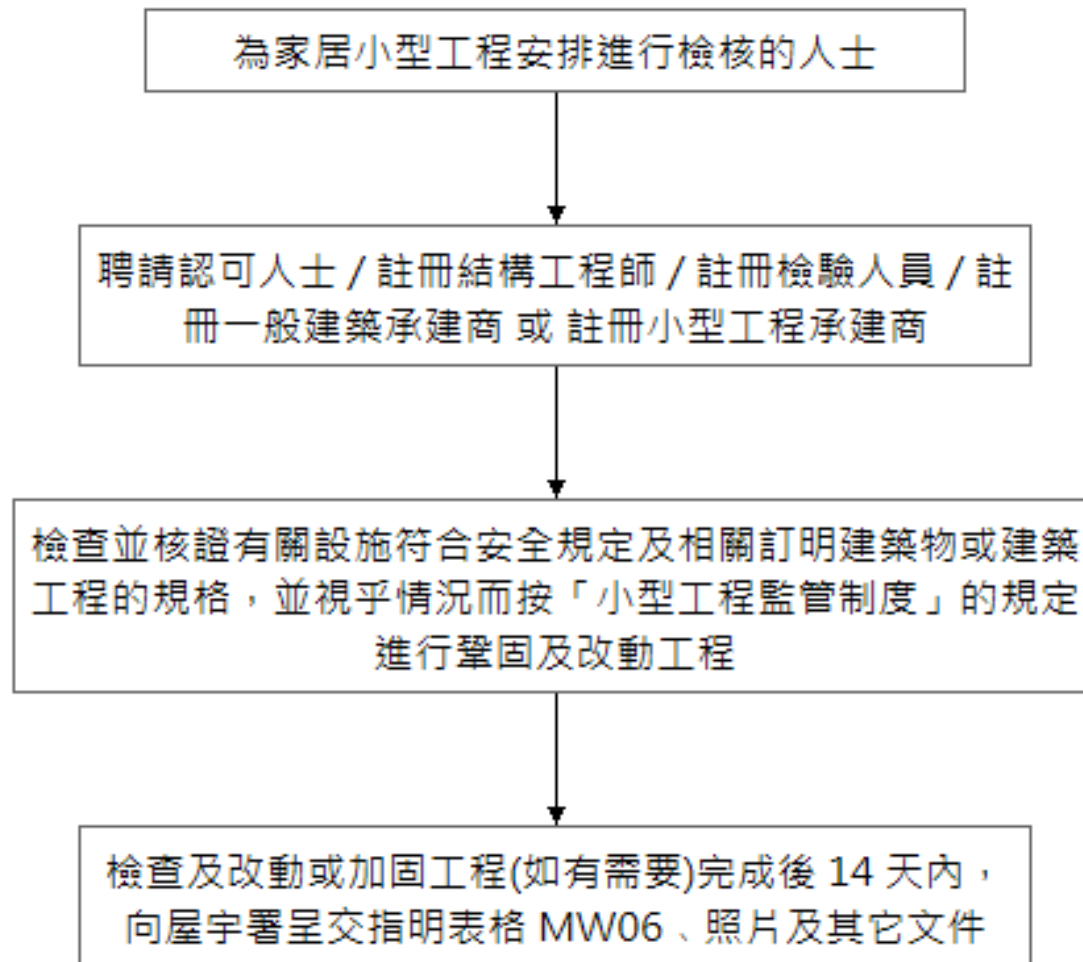 為家居小型工程安排進行檢核的人士
聘請認可人士 / 註冊結構工程師 / 註冊檢驗人員 / 註
冊一般建築承建商 或 註冊小型工程承建商
檢查並核證有關設施符合安全規定及相關訂明建築物或建築
工程的規格，並視乎情況而按「小型工程監管制度」的規定
進行鞏固及改動工程
檢查及改動或加固工程(如有需要)完成後 14 天內，
向屋宇署呈交指明表格 MW06、照片及其它文件